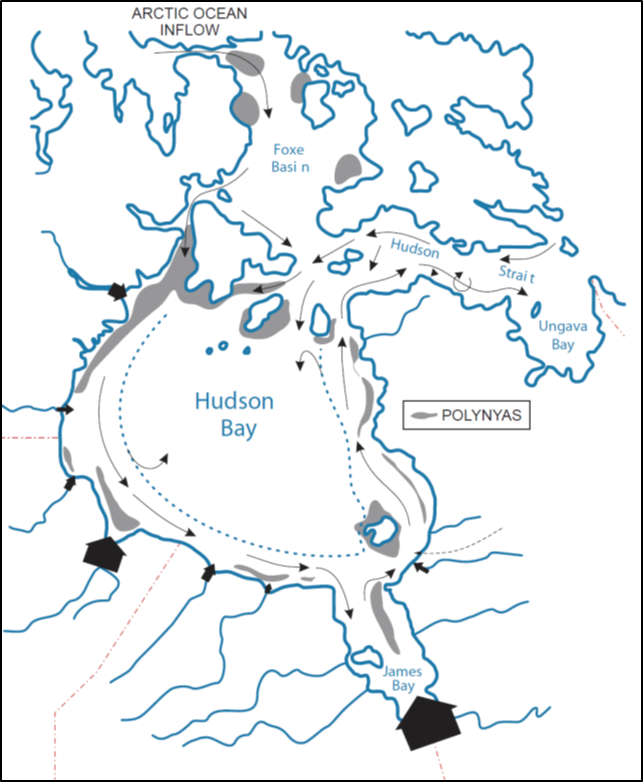 ARCTIC OCEAN
INFLOW
Foxe
Basi n
Hudson
Strai t
Ungava
Bay
Hudson
Bay
POLYNYAS
James
Bay